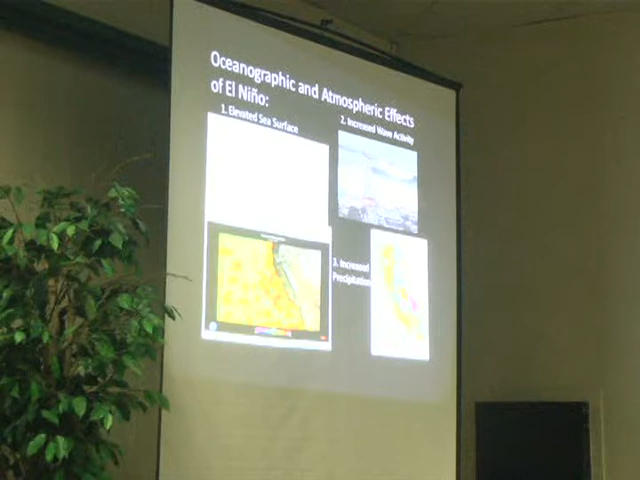 Oceanographic and Atmospheric Effects
of El Niño:
1. Elevated Sea Surface
2. Increased Wave Activity
3. Increased
Precipitation